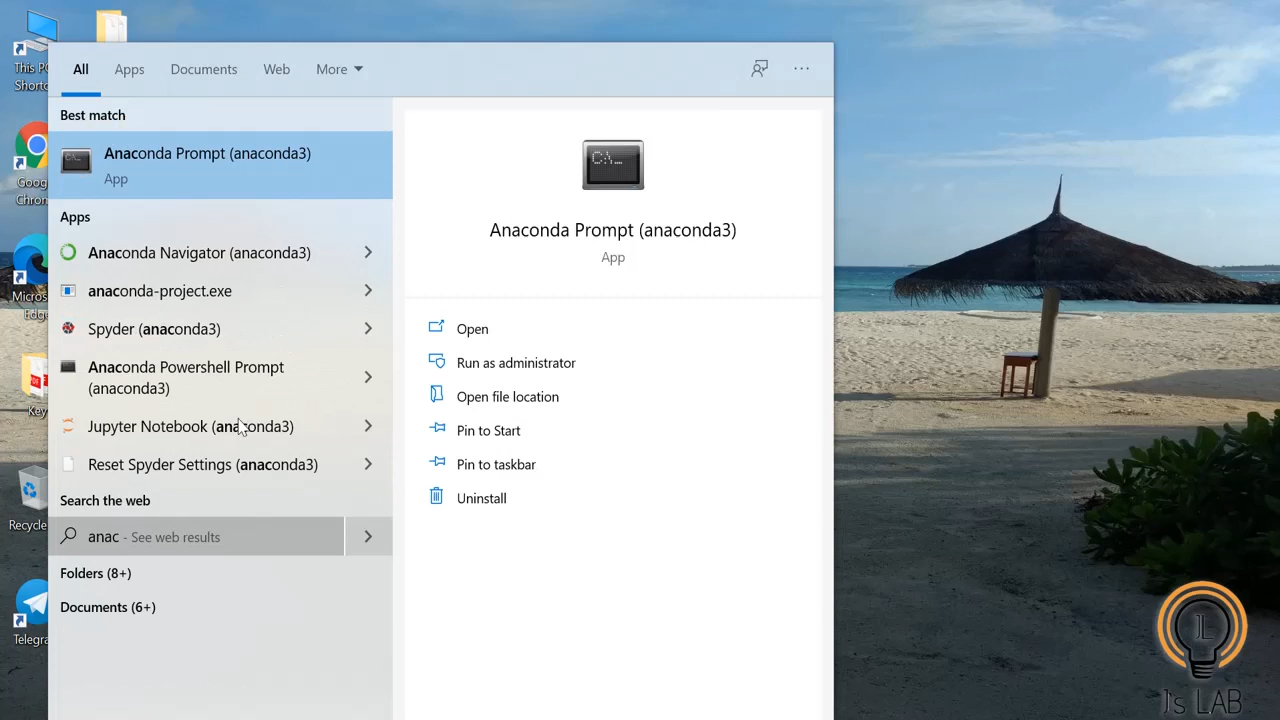 This PC
Shortc
Goog
Chron
Micros
Edge
Key
Recycle
Telegra
All
Apps
Documents
Web
More
Best match
Anaconda Prompt (anaconda3)
App
Apps
Anaconda Navigator (anaconda3)
anaconda-project.exe
Spyder (anaconda3)
Anaconda Powershell Prompt
(anaconda3)
Jupyter Notebook (anaconda3)
Reset Spyder Settings (anaconda3)
Search the web
anac - See web results
Folders (8+)
Documents (6+)
C:\_
Anaconda Prompt (anaconda3)
App
Open
Run as administrator
Open file location
Pin to Start
Pin to taskbar
Uninstall
JL
J's LAB